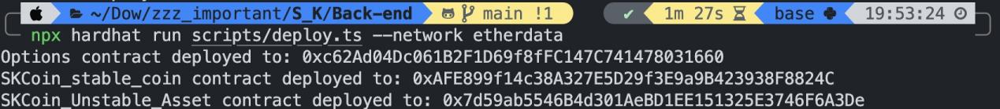 ~/Dow/zzz_important/S_K/Back-end main !1 ✔ 1m 27s base 19:53:24
npx hardhat run scripts/deploy.ts --network etherdata
Options contract deployed to: 0xc62Ad04Dc061B2F1D69f8fFC147C741478031660
SKCoin_stable_coin contract deployed to: 0xAFE899f14c38A327E5D29f3E9a9B423938F8824C
SKCoin_Unstable_Asset contract deployed to: 0x7d59ab5546B4d301AeBD1EE151325E3746F6A3De